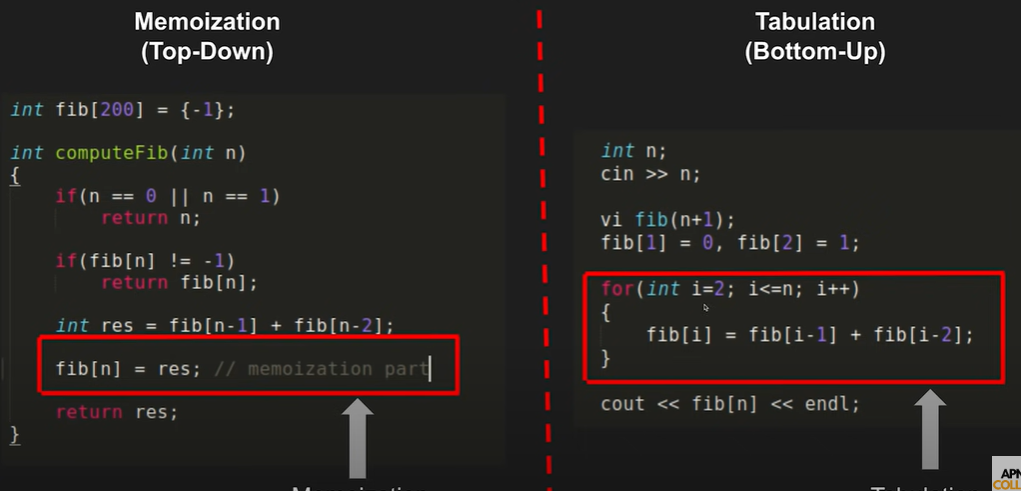 Memoization
(Top-Down)
int fib[200] = {-1};
int computeFib(int n)
{
if(n == 0 || n == 1)
return n;
if(fib[n] != -1)
return fib[n];
int res = fib[n-1] + fib[n-2];
fib[n] = res; // memoization part
return res;
}
Tabulation
(Bottom-Up)
int n;
cin >> n;
vi fib(n+1);
fib[1] = 0, fib[2] = 1;
for(int i=2; i<=n; i++)
{
fib[i] = fib[i-1] + fib[i-2];
}
cout << fib[n] << endl;